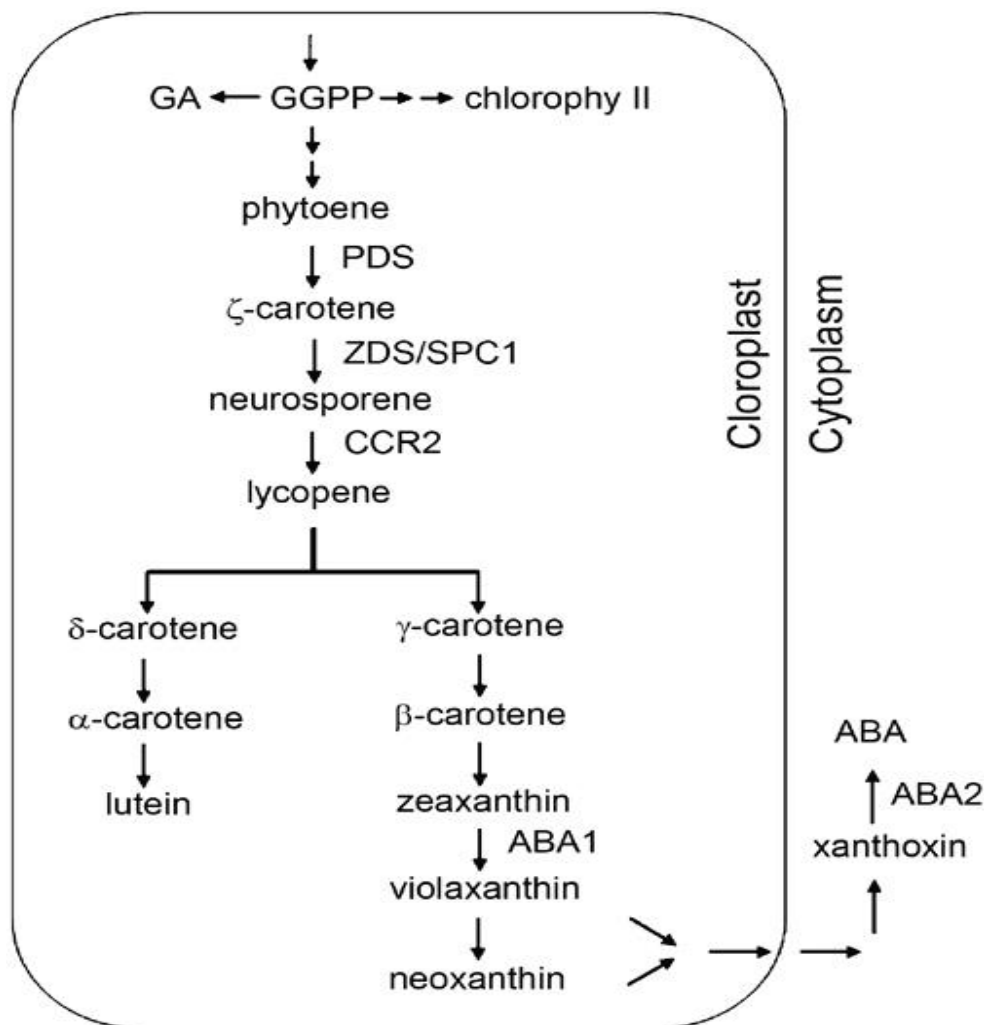 GA GGPP chlorophy II
phytoene
PDS
ζ-carotene
ZDS/SPC1
neurosporene
CCR2
lycopene
δ-carotene
γ-carotene
α-carotene
β-carotene
lutein
zeaxanthin
ABA1
violaxanthin
neoxanthin
Cloroplast
Cytoplasm
ABA
ABA2
xanthoxin